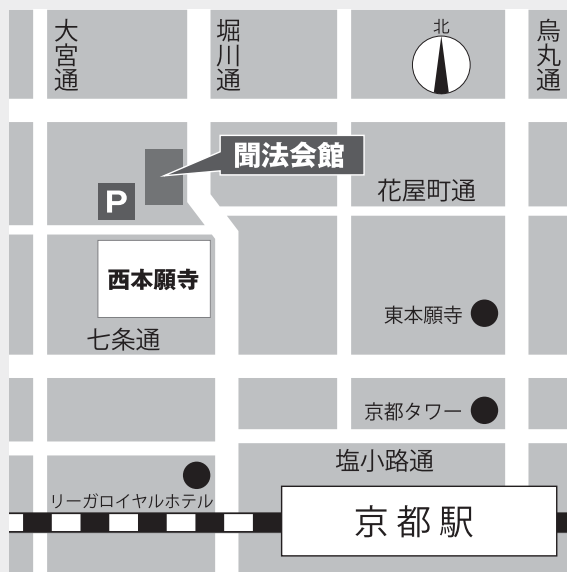 大宮通
堀川通
北
烏丸通
聞法会館
花屋町通
P
西本願寺
東本願寺
七条通
京都タワー
塩小路通
リーガロイヤルホテル
京都駅